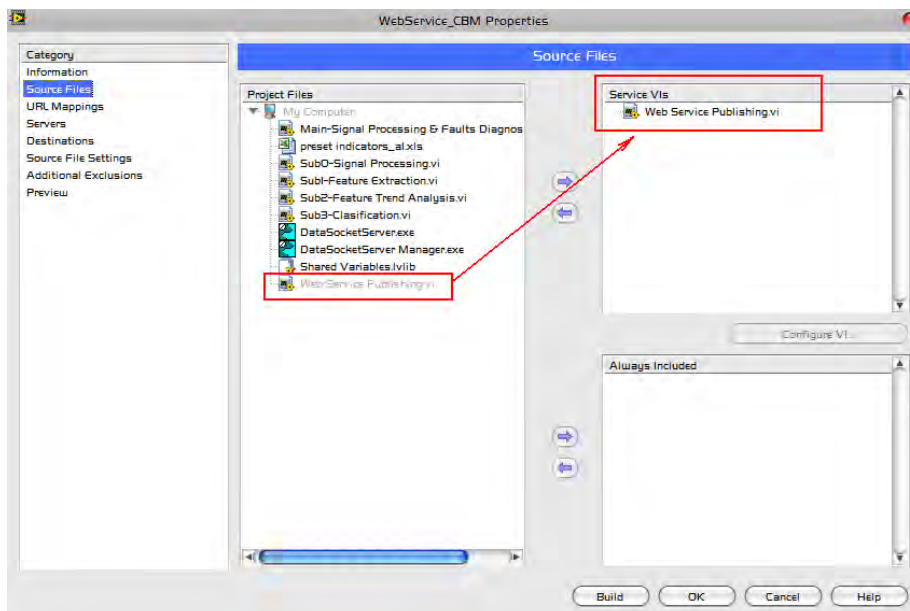 WebService_CBM Properties
Category
Information
Source Files
URL Mappings
Servers
Destinations
Source File Settings
Additional Exclusions
Preview
Source Files
Project Files
My Computer
Main-Signal Processing & Faults Diagnos
preset indicators_al.xls
Sub0-Signal Processing.vi
Sub1-Feature Extraction.vi
Sub2-Feature Trend Analysis.vi
Sub3-Clasification.vi
DataSocketServer.exe
DataSocketServer Manager.exe
Shared Variables.lvlib
Web Service Publishing.vi
Service VIs
Web Service Publishing.vi
Configure VI...
Always Included
Build
OK
Cancel
Help